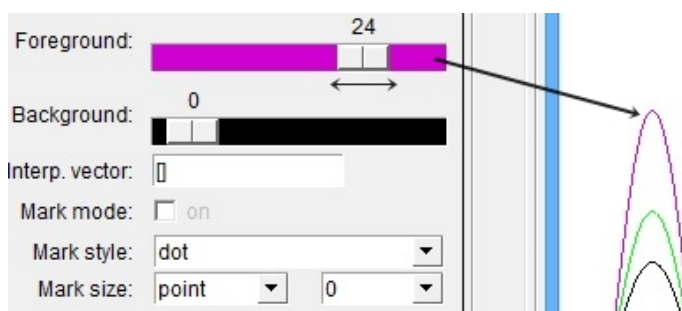 24
Foreground:
0
Background:
Interp. vector: []
Mark mode: on
Mark style: dot
Mark size: point 0